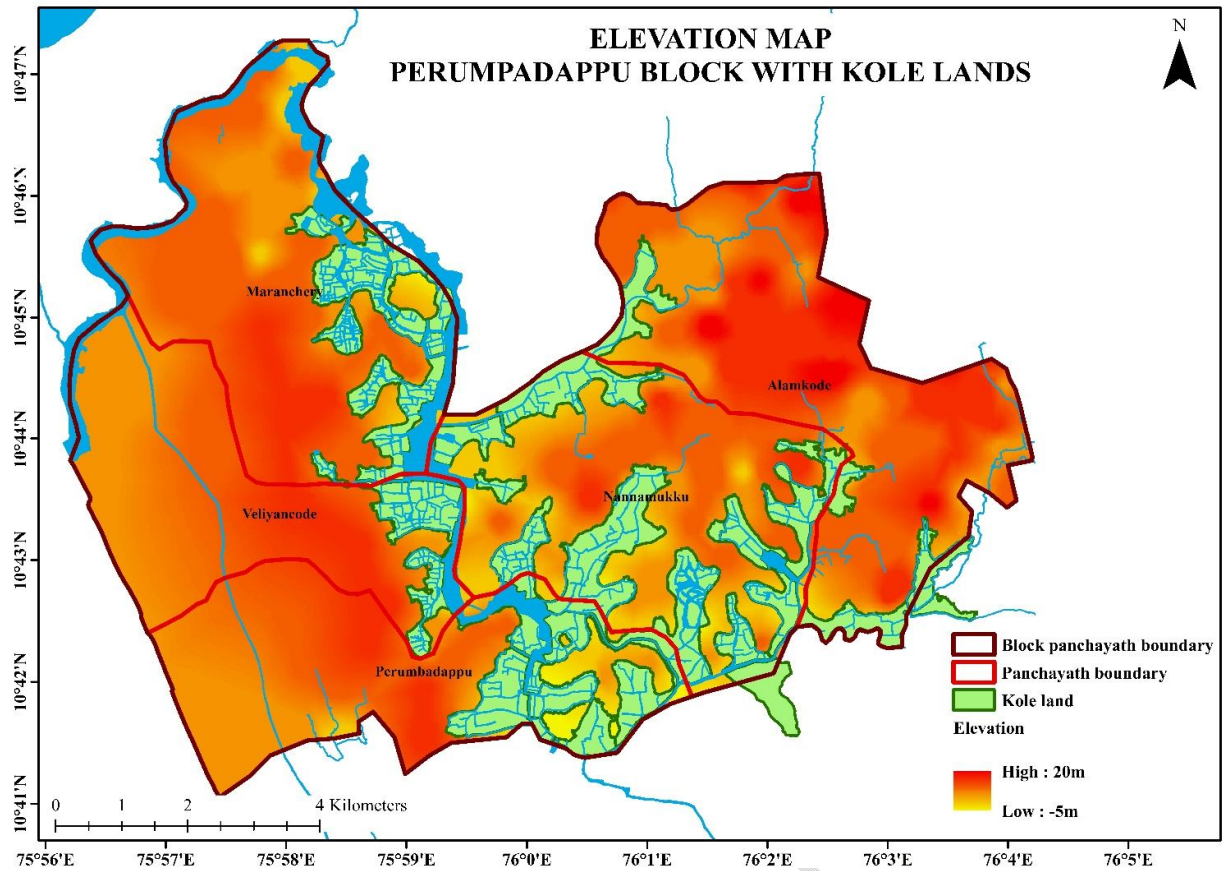 ELEVATION MAP
PERUMPADAPPU BLOCK WITH KOLE LANDS
N
10°47'N
10°46'N
10°45'N
10°44'N
10°43'N
10°42'N
10°41'N
Maranchery
Alamkode
Nannamukku
Veliyancode
Perumbadappu
Block panchayath boundary
Panchayath boundary
Kole land
Elevation
High : 20m
Low : -5m
0 1 2 4 Kilometers
75°56'E 75°57'E 75°58'E 75°59'E 76°0'E 76°1'E 76°2'E 76°3'E 76°4'E 76°5'E